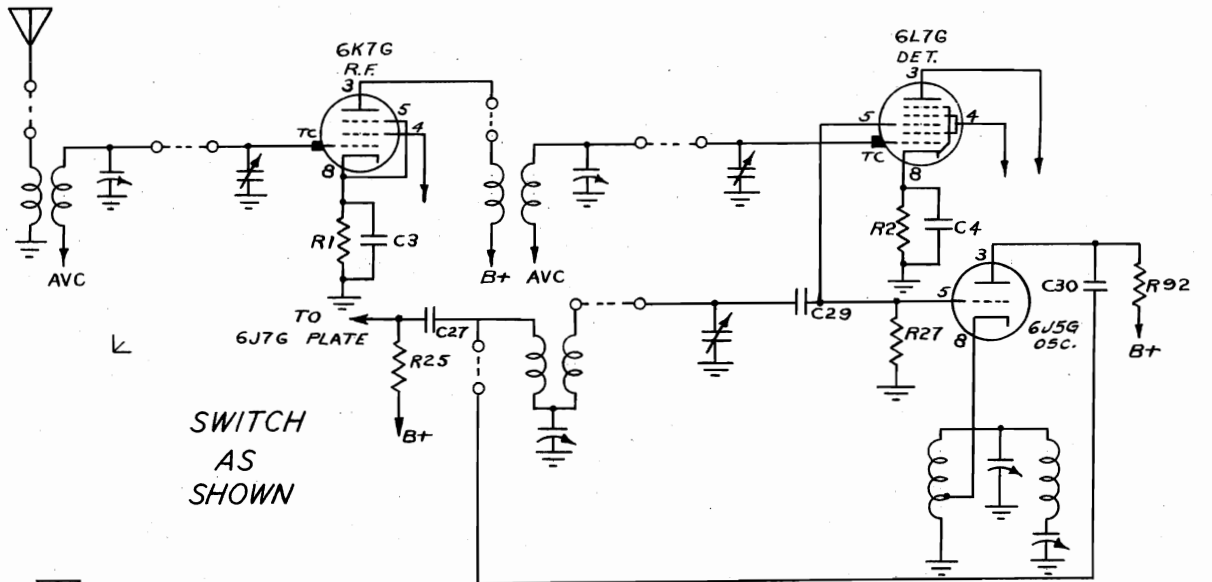 6K7G
R.F.
3
5
4
TC
8
R1
C3
AVC
B+
AVC
6L7G
DET.
3
5
4
TC
8
R2
C4
TO
6J7G PLATE
C27
R25
B+
C29
R27
3
5
8
6J5G
OSC.
C30
R92
B+
SWITCH
AS
SHOWN